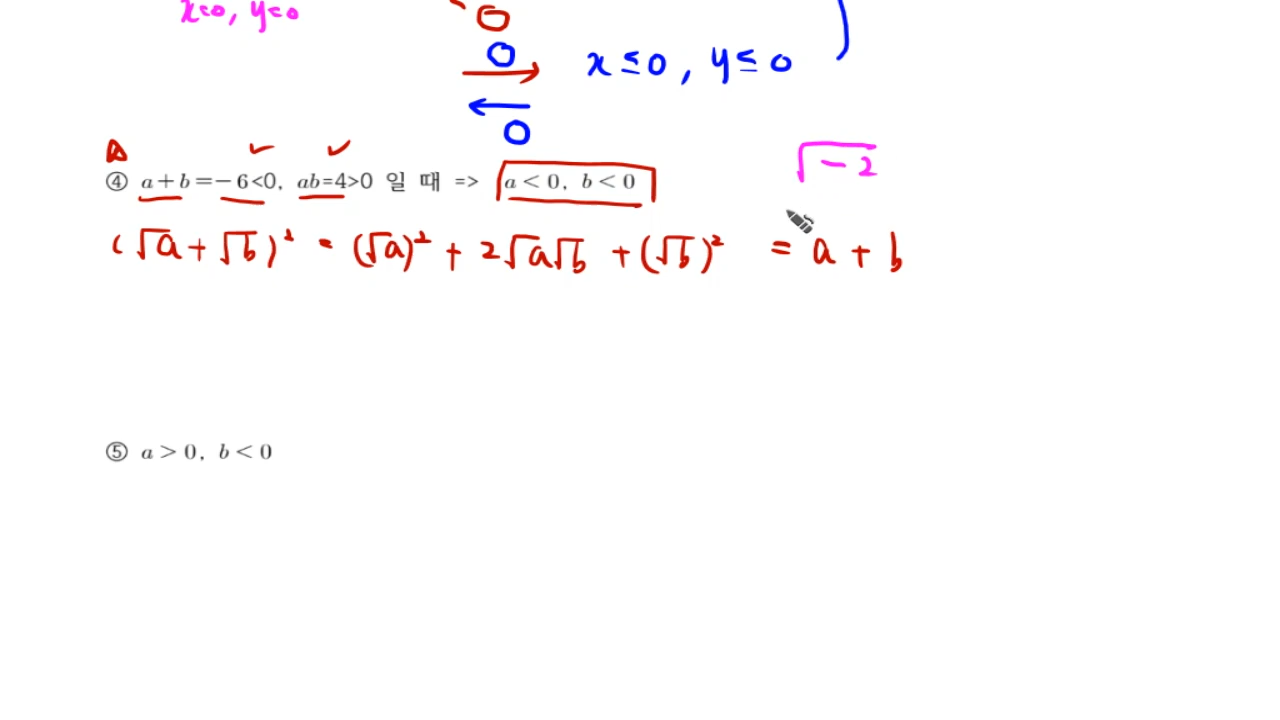 x<0, y<0
0
0
x ≤ 0 , y ≤ 0
0
√-2
④ a+b=-6<0, ab=4>0 일 때 => a<0, b<0
(√a + √b)² = (√a)² + 2√a√b + (√b)² = a + b
⑤ a>0, b<0